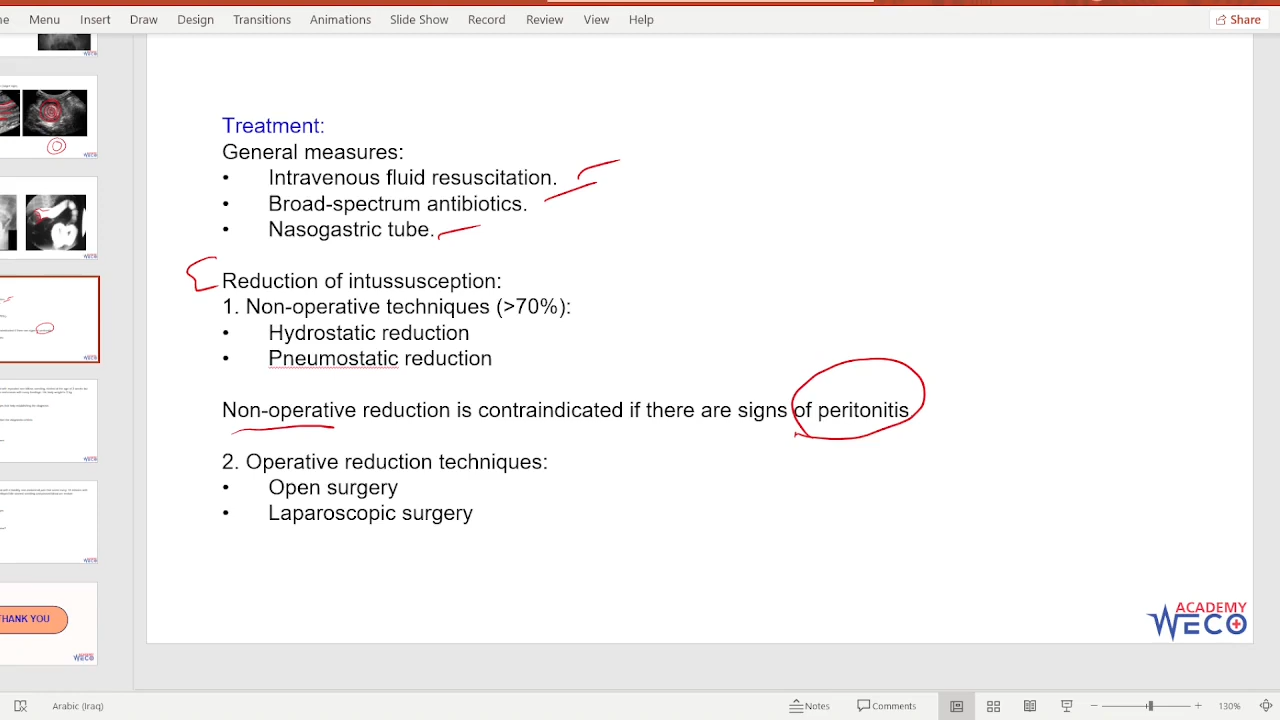 Menu Insert Draw Design Transitions Animations Slide Show Record Review View Help Share
Treatment:
General measures:
• Intravenous fluid resuscitation.
• Broad-spectrum antibiotics.
• Nasogastric tube.
Reduction of intussusception:
1. Non-operative techniques (>70%):
• Hydrostatic reduction
• Pneumostatic reduction
Non-operative reduction is contraindicated if there are signs of peritonitis
2. Operative reduction techniques:
• Open surgery
• Laparoscopic surgery
ACADEMY
WECO
THANK YOU
Arabic (Iraq) Notes Comments 130%